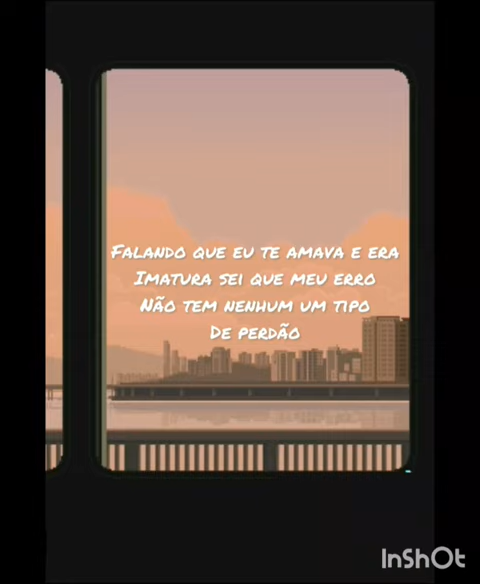 Falando que eu te amava e era
Imatura sei que meu erro
Não tem nenhum um tipo
De perdão
InShOt